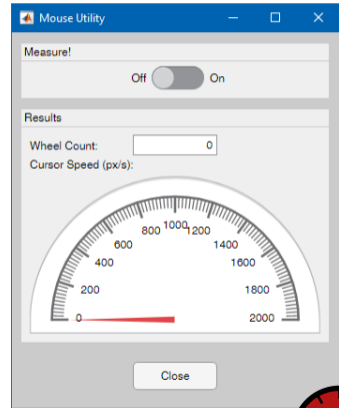 Mouse Utility
Measure!
Off On
Results
Wheel Count: 0
Cursor Speed (px/s):
0
200
400
600
800
1000
1200
1400
1600
1800
2000
Close